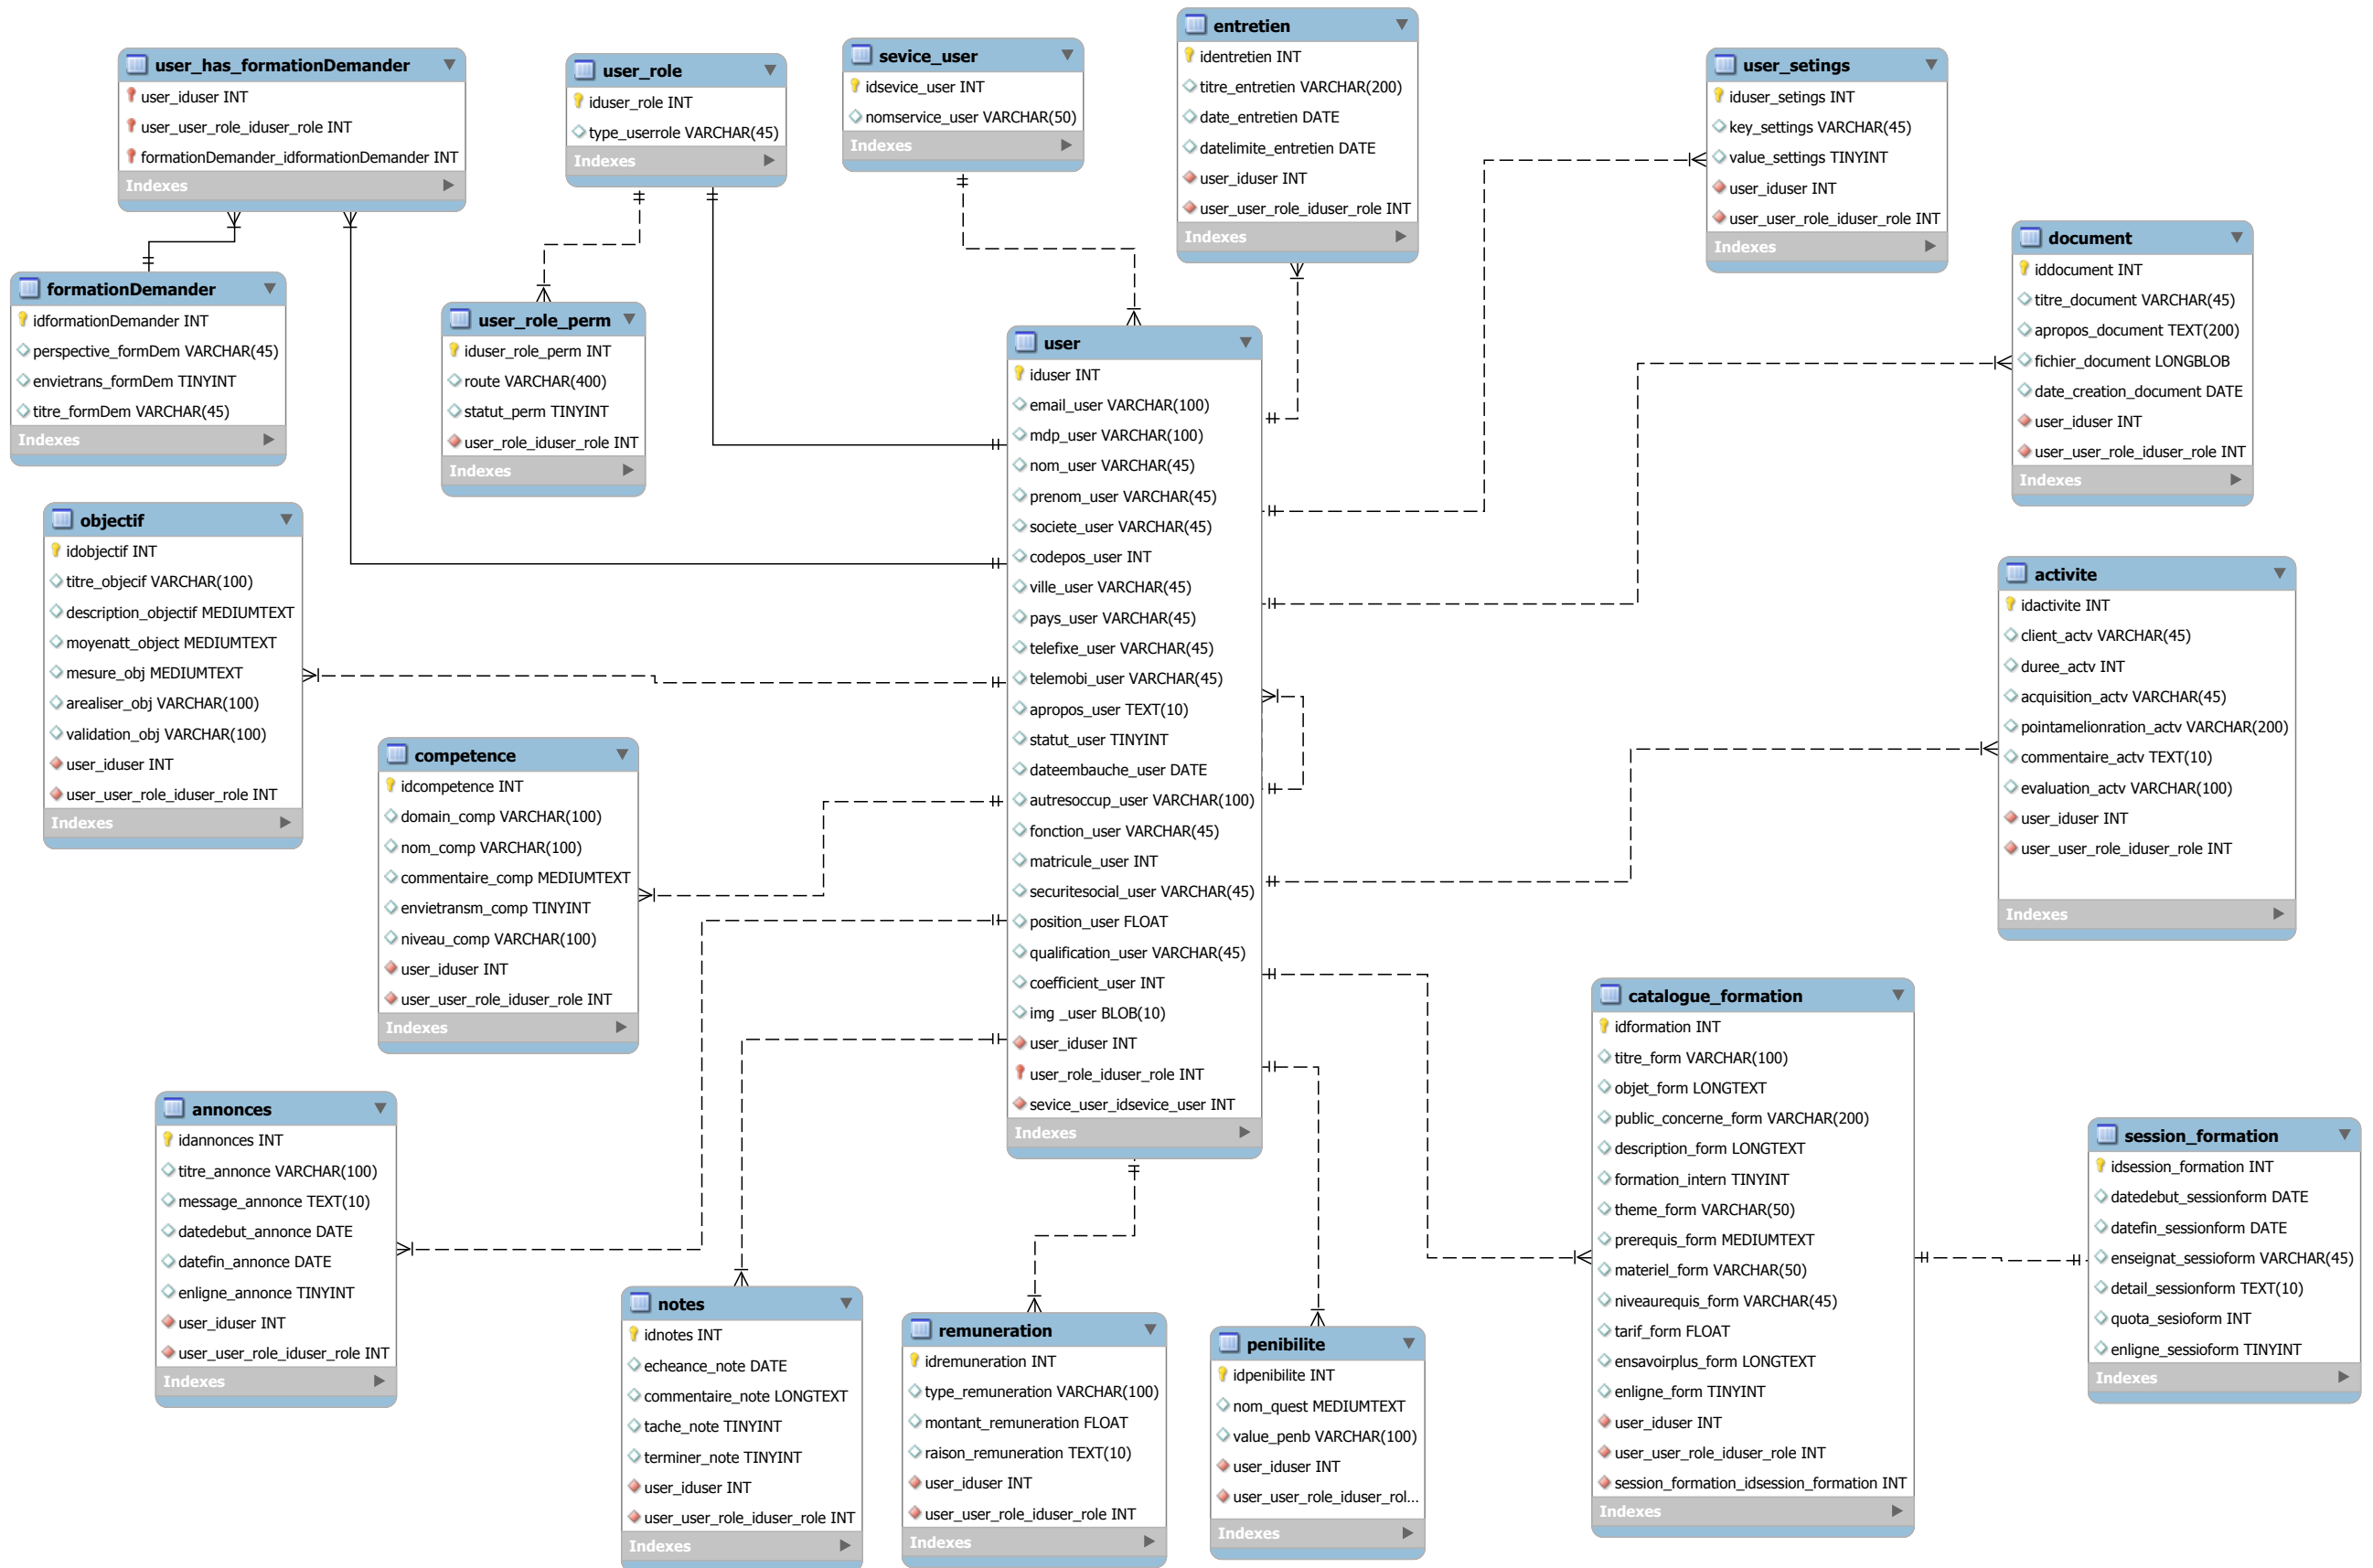 user_has_formationDemander
user_iduser INT
user_user_role_iduser_role INT
formationDemander_idformationDemander INT
Indexes
user_role
iduser_role INT
type_userrole VARCHAR(45)
Indexes
sevice_user
idsevice_user INT
nomservice_user VARCHAR(50)
Indexes
entretien
identretien INT
titre_entretien VARCHAR(200)
date_entretien DATE
datelimite_entretien DATE
user_iduser INT
user_user_role_iduser_role INT
Indexes
user_setings
iduser_setings INT
key_settings VARCHAR(45)
value_settings TINYINT
user_iduser INT
user_user_role_iduser_role INT
Indexes
document
iddocument INT
titre_document VARCHAR(45)
apropos_document TEXT(200)
fichier_document LONGBLOB
date_creation_document DATE
user_iduser INT
user_user_role_iduser_role INT
Indexes
formationDemander
idformationDemander INT
perspective_formDem VARCHAR(45)
envietrans_formDem TINYINT
titre_formDem VARCHAR(45)
Indexes
user_role_perm
iduser_role_perm INT
route VARCHAR(400)
statut_perm TINYINT
user_role_iduser_role INT
Indexes
user
iduser INT
email_user VARCHAR(100)
mdp_user VARCHAR(100)
nom_user VARCHAR(45)
prenom_user VARCHAR(45)
societe_user VARCHAR(45)
codepos_user INT
ville_user VARCHAR(45)
pays_user VARCHAR(45)
telefixe_user VARCHAR(45)
telemobi_user VARCHAR(45)
apropos_user TEXT(10)
statut_user TINYINT
dateembauche_user DATE
autresoccup_user VARCHAR(100)
fonction_user VARCHAR(45)
matricule_user INT
securitesocial_user VARCHAR(45)
position_user FLOAT
qualification_user VARCHAR(45)
coefficient_user INT
img _user BLOB(10)
user_iduser INT
user_role_iduser_role INT
sevice_user_idsevice_user INT
Indexes
objectif
idobjectif INT
titre_objecif VARCHAR(100)
description_objectif MEDIUMTEXT
moyenatt_object MEDIUMTEXT
mesure_obj MEDIUMTEXT
arealiser_obj VARCHAR(100)
validation_obj VARCHAR(100)
user_iduser INT
user_user_role_iduser_role INT
Indexes
activite
idactivite INT
client_actv VARCHAR(45)
duree_actv INT
acquisition_actv VARCHAR(45)
pointamelionration_actv VARCHAR(200)
commentaire_actv TEXT(10)
evaluation_actv VARCHAR(100)
user_iduser INT
user_user_role_iduser_role INT
Indexes
competence
idcompetence INT
domain_comp VARCHAR(100)
nom_comp VARCHAR(100)
commentaire_comp MEDIUMTEXT
envietransm_comp TINYINT
niveau_comp VARCHAR(100)
user_iduser INT
user_user_role_iduser_role INT
Indexes
catalogue_formation
idformation INT
titre_form VARCHAR(100)
objet_form LONGTEXT
public_concerne_form VARCHAR(200)
description_form LONGTEXT
formation_intern TINYINT
theme_form VARCHAR(50)
prerequis_form MEDIUMTEXT
materiel_form VARCHAR(50)
niveaurequis_form VARCHAR(45)
tarif_form FLOAT
ensavoirplus_form LONGTEXT
enligne_form TINYINT
user_iduser INT
user_user_role_iduser_role INT
session_formation_idsession_formation INT
Indexes
annonces
idannonces INT
titre_annonce VARCHAR(100)
message_annonce TEXT(10)
datedebut_annonce DATE
datefin_annonce DATE
enligne_annonce TINYINT
user_iduser INT
user_user_role_iduser_role INT
Indexes
session_formation
idsession_formation INT
datedebut_sessionform DATE
datefin_sessionform DATE
enseignat_sessioform VARCHAR(45)
detail_sessionform TEXT(10)
quota_sesioform INT
enligne_sessioform TINYINT
Indexes
notes
idnotes INT
echeance_note DATE
commentaire_note LONGTEXT
tache_note TINYINT
terminer_note TINYINT
user_iduser INT
user_user_role_iduser_role INT
Indexes
remuneration
idremuneration INT
type_remuneration VARCHAR(100)
montant_remuneration FLOAT
raison_remuneration TEXT(10)
user_iduser INT
user_user_role_iduser_role INT
Indexes
penibilite
idpenibilite INT
nom_quest MEDIUMTEXT
value_penb VARCHAR(100)
user_iduser INT
user_user_role_iduser_rol...
Indexes